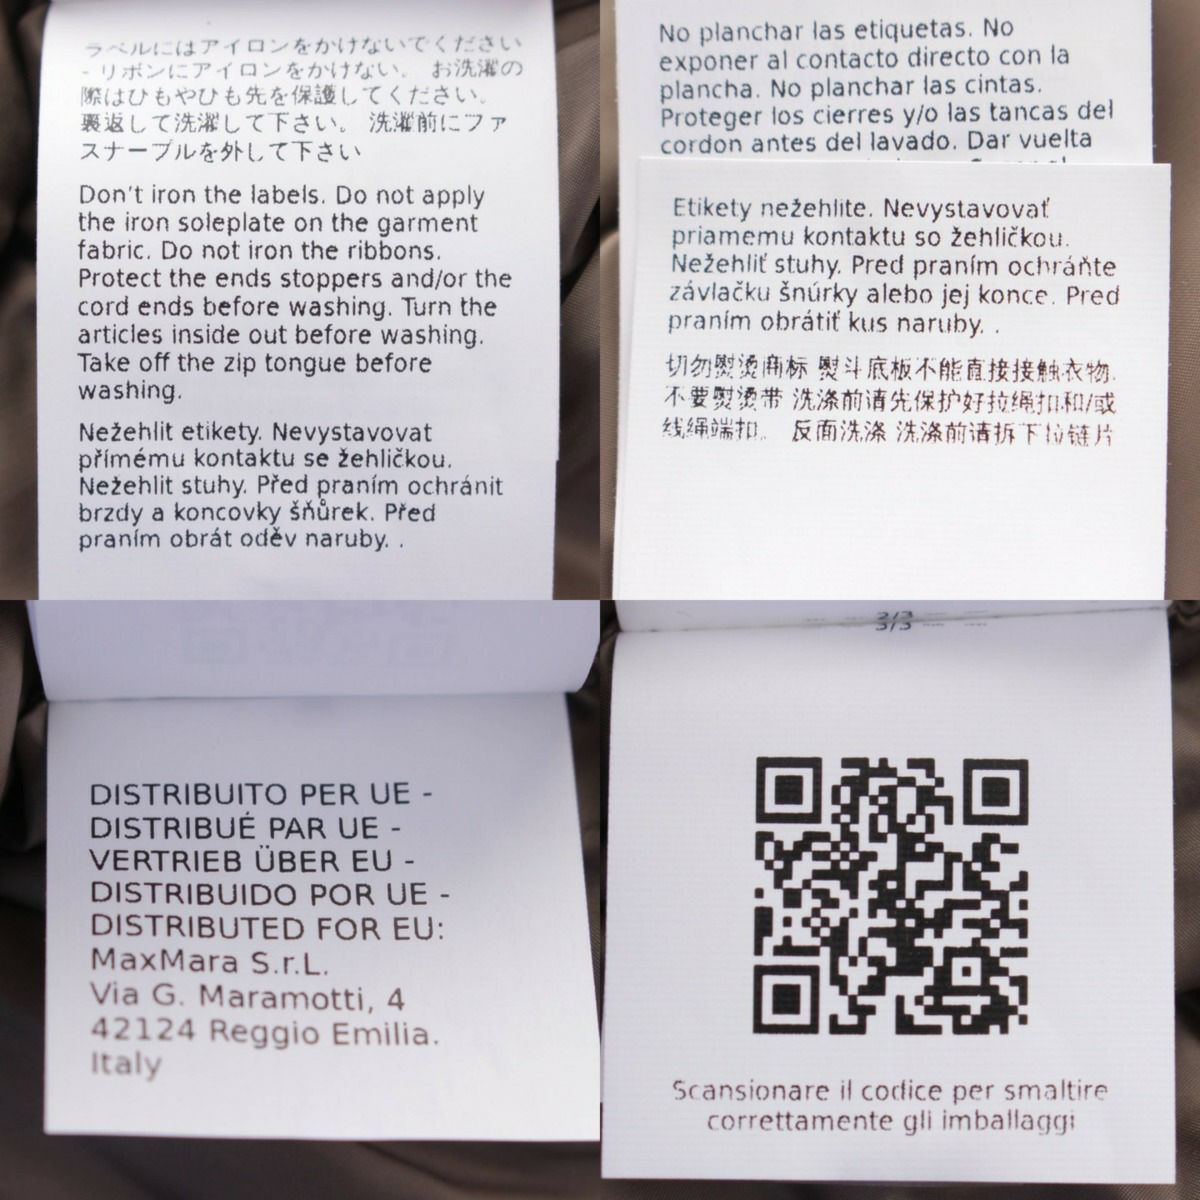 ラベルにはアイロンをかけないでください
- リボンにアイロンをかけない。 お洗濯の
際はひもやひも先を保護してください。
裏返して洗濯して下さい。 洗濯前にファ
スナープルを外して下さい
Don't iron the labels. Do not apply
the iron soleplate on the garment
fabric. Do not iron the ribbons.
Protect the ends stoppers and/or the
cord ends before washing. Turn the
articles inside out before washing.
Take off the zip tongue before
washing.
Nežehlit etikety. Nevystavovat
přímému kontaktu se žehličkou.
Nežehlit stuhy. Před praním ochránit
brzdy a koncovky šňůrek. Před
praním obrát oděv naruby. .
No planchar las etiquetas. No
exponer al contacto directo con la
plancha. No planchar las cintas.
Proteger los cierres y/o las tancas del
cordon antes del lavado. Dar vuelta
Etikety nežehlite. Nevystavovať
priamemu kontaktu so žehličkou.
Nežehliť stuhy. Pred praním ochráňte
závlačku šnúrky alebo jej konce. Pred
praním obrátiť kus naruby. .
切勿熨烫商标 熨斗底板不能直接接触衣物.
不要熨烫带 洗涤前请先保护好拉绳扣和/或
线绳端扣。 反面洗涤 洗涤前请拆下拉链片
DISTRIBUITO PER UE -
DISTRIBUÉ PAR UE -
VERTRIEB ÜBER EU -
DISTRIBUIDO POR UE -
DISTRIBUTED FOR EU:
MaxMara S.r.L.
Via G. Maramotti, 4
42124 Reggio Emilia.
Italy
3/3
Scansionare il codice per smaltire
correttamente gli imballaggi